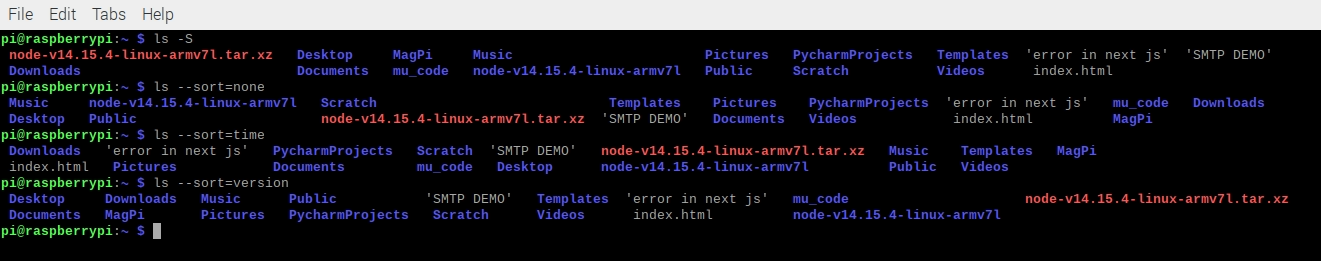 File Edit Tabs Help
pi@raspberrypi:~ $ ls -S
node-v14.15.4-linux-armv7l.tar.xz Desktop MagPi Music Pictures PycharmProjects Templates 'error in next js' 'SMTP DEMO'
Downloads Documents mu_code node-v14.15.4-linux-armv7l Public Scratch Videos index.html
pi@raspberrypi:~ $ ls --sort=none
Music node-v14.15.4-linux-armv7l Scratch Templates Pictures PycharmProjects 'error in next js' mu_code Downloads
Desktop Public node-v14.15.4-linux-armv7l.tar.xz 'SMTP DEMO' Documents Videos index.html MagPi
pi@raspberrypi:~ $ ls --sort=time
Downloads 'error in next js' PycharmProjects Scratch 'SMTP DEMO' node-v14.15.4-linux-armv7l.tar.xz Music Templates MagPi
index.html Pictures Documents mu_code Desktop node-v14.15.4-linux-armv7l Public Videos
pi@raspberrypi:~ $ ls --sort=version
Desktop Downloads Music Public 'SMTP DEMO' Templates 'error in next js' mu_code node-v14.15.4-linux-armv7l.tar.xz
Documents MagPi Pictures PycharmProjects Scratch Videos index.html node-v14.15.4-linux-armv7l
pi@raspberrypi:~ $